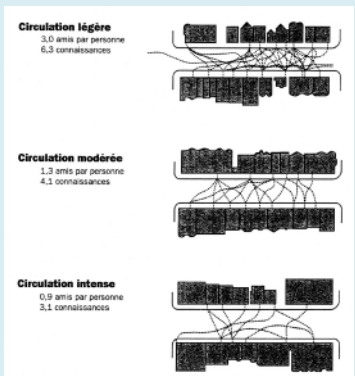 Circulation légère
3,0 amis par personne
6,3 connaissances
Circulation modérée
1,3 amis par personne
4,1 connaissances
Circulation intense
0,9 amis par personne
3,1 connaissances